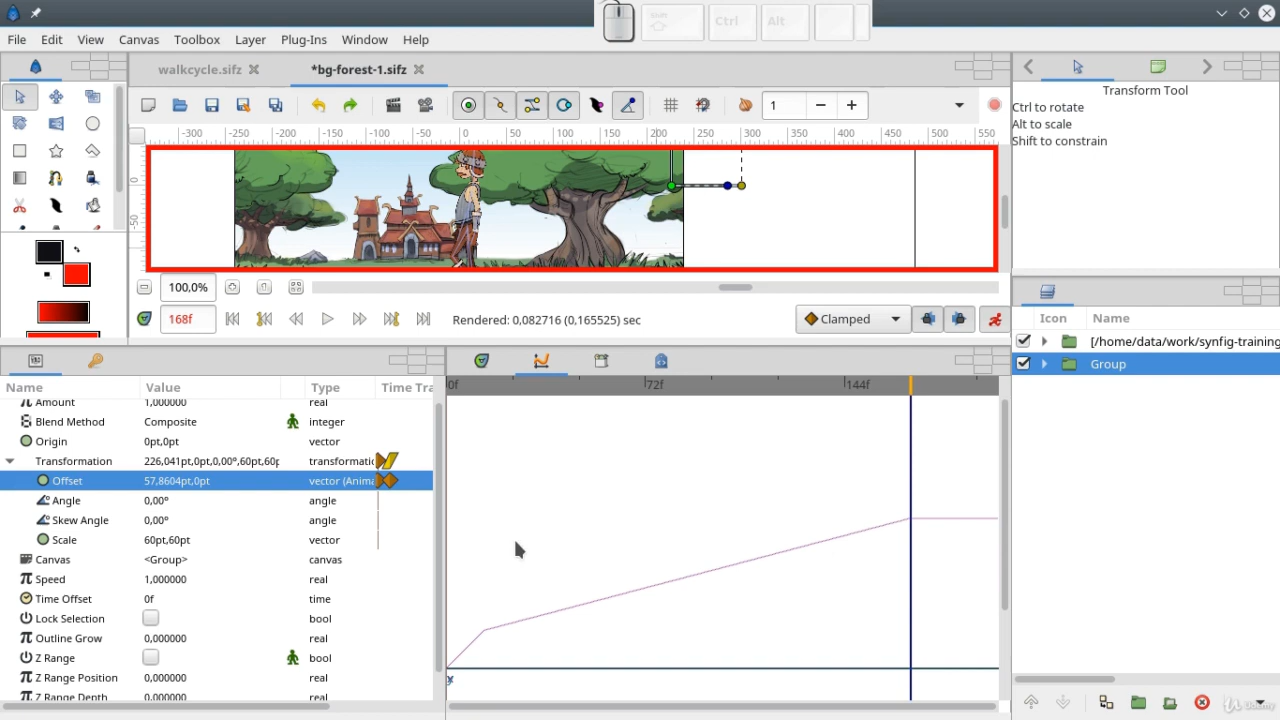 Shift
Ctrl
Alt
File Edit View Canvas Toolbox Layer Plug-Ins Window Help
walkcycle.sifz
*bg-forest-1.sifz
Transform Tool
Ctrl to rotate
Alt to scale
Shift to constrain
1
-300 -250 -200 -150 -100 -50 0 50 100 150 200 250 300 350 400 450 500 550
0
-50
100,0%
168f
Rendered: 0,082716 (0,165525) sec
Clamped
Icon Name
[/home/data/work/synfig-training
Group
Name Value Type Time Tra
0f 72f 144f
Amount 1,000000 real
Blend Method Composite integer
Origin 0pt,0pt vector
Transformation 226,041pt,0pt,0,00°,60pt,60p transformatic
Offset 57,8604pt,0pt vector (Anima
Angle 0,00° angle
Skew Angle 0,00° angle
Scale 60pt,60pt vector
Canvas <Group> canvas
Speed 1,000000 real
Time Offset 0f time
Lock Selection bool
Outline Grow 0,000000 real
Z Range bool
Z Range Position 0,000000 real
Z Range Depth 0,000000 real
Udemy